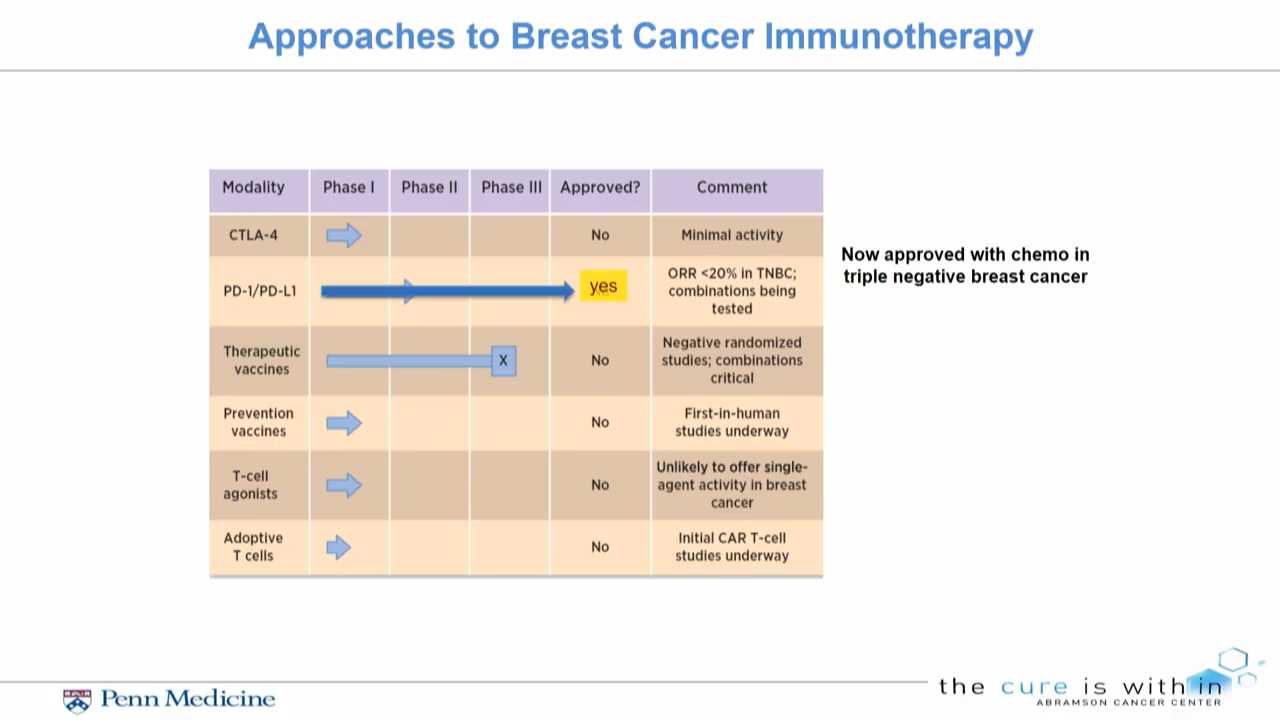 Approaches to Breast Cancer Immunotherapy
Modality Phase I Phase II Phase III Approved? Comment
CTLA-4 No Minimal activity
PD-1/PD-L1 yes ORR <20% in TNBC;
combinations being
tested
Now approved with chemo in
triple negative breast cancer
Therapeutic
vaccines
X No Negative randomized
studies; combinations
critical
Prevention
vaccines
No First-in-human
studies underway
T-cell
agonists
No Unlikely to offer single-
agent activity in breast
cancer
Adoptive
T cells
No Initial CAR T-cell
studies underway
Penn Medicine
the cure is within
ABRAMSON CANCER CENTER